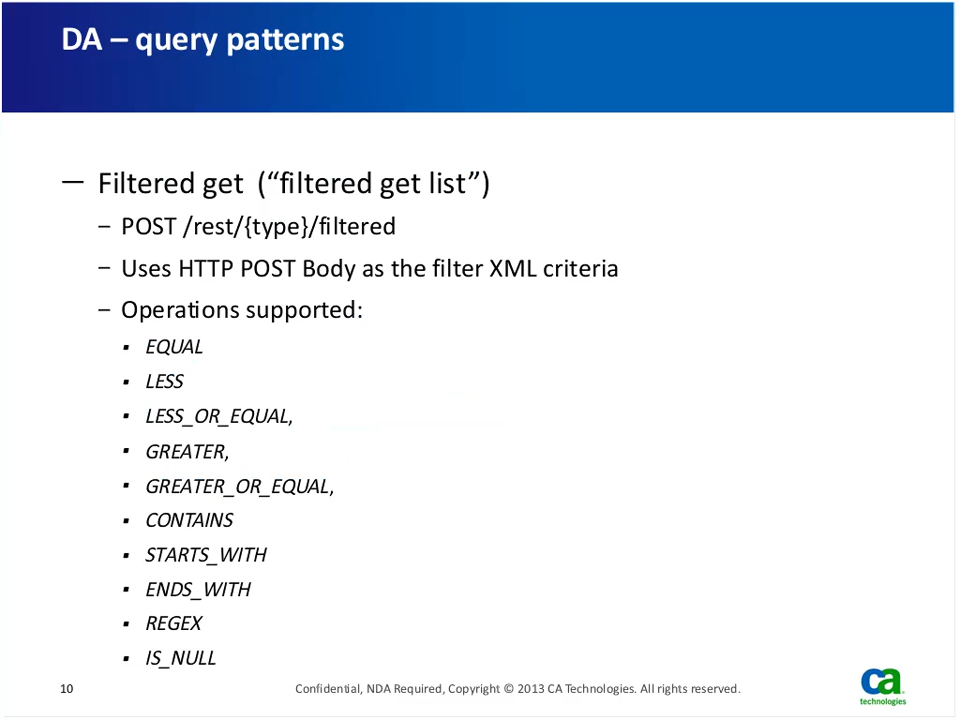 DA – query patterns
— Filtered get (“filtered get list”)
– POST /rest/{type}/filtered
– Uses HTTP POST Body as the filter XML criteria
– Operations supported:
▪ EQUAL
▪ LESS
▪ LESS_OR_EQUAL,
▪ GREATER,
▪ GREATER_OR_EQUAL,
▪ CONTAINS
▪ STARTS_WITH
▪ ENDS_WITH
▪ REGEX
▪ IS_NULL
10
Confidential, NDA Required, Copyright © 2013 CA Technologies. All rights reserved.
ca
technologies